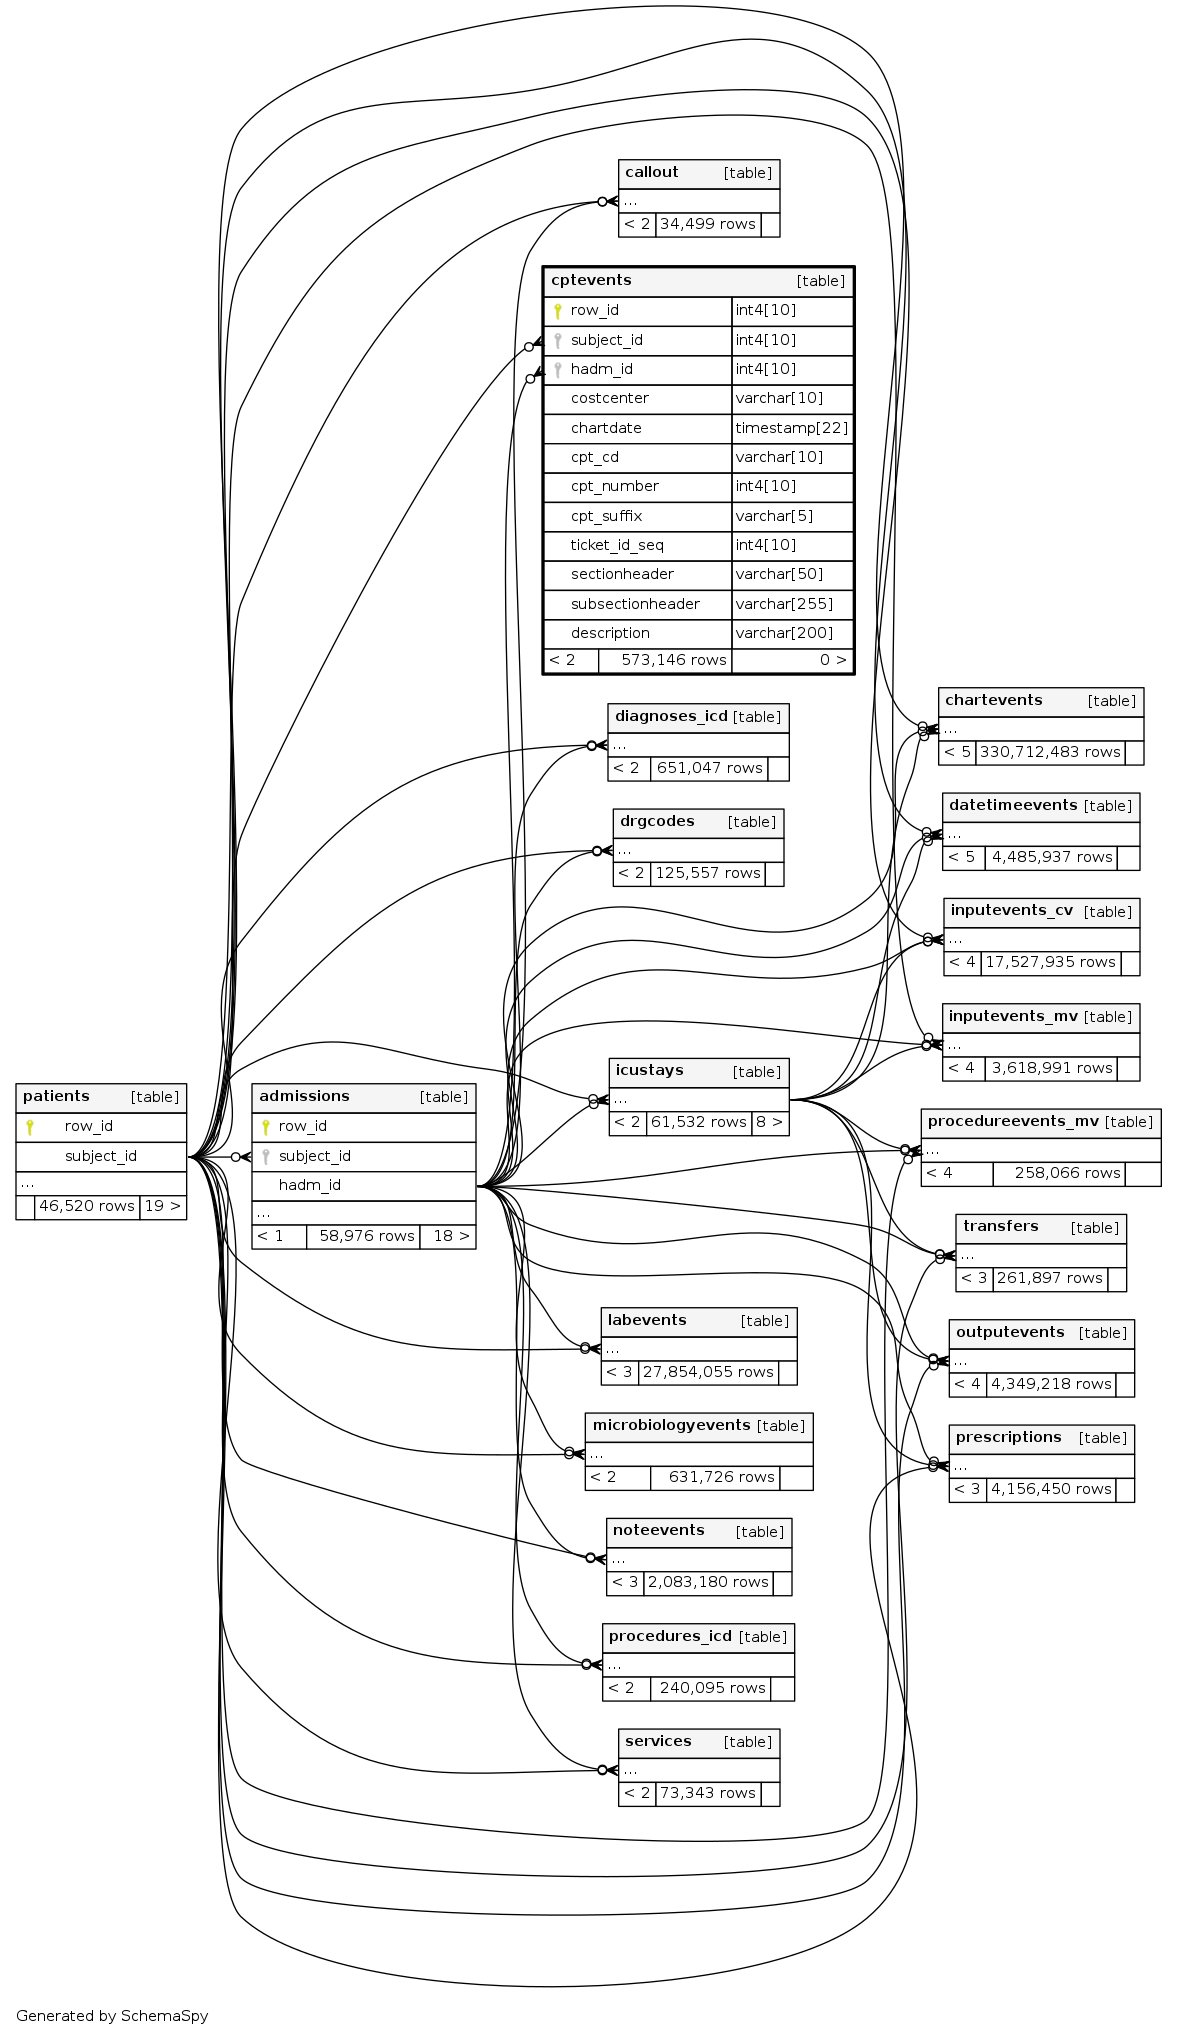 callout [table]
...
< 2 34,499 rows
cptevents [table]
row_id int4[10]
subject_id int4[10]
hadm_id int4[10]
costcenter varchar[10]
chartdate timestamp[22]
cpt_cd varchar[10]
cpt_number int4[10]
cpt_suffix varchar[5]
ticket_id_seq int4[10]
sectionheader varchar[50]
subsectionheader varchar[255]
description varchar[200]
< 2 573,146 rows 0 >
diagnoses_icd [table]
...
< 2 651,047 rows
drgcodes [table]
...
< 2 125,557 rows
chartevents [table]
...
< 5 330,712,483 rows
datetimeevents [table]
...
< 5 4,485,937 rows
inputevents_cv [table]
...
< 4 17,527,935 rows
inputevents_mv [table]
...
< 4 3,618,991 rows
icustays [table]
...
< 2 61,532 rows 8 >
patients [table]
row_id
subject_id
...
46,520 rows 19 >
admissions [table]
row_id
subject_id
hadm_id
...
< 1 58,976 rows 18 >
procedureevents_mv [table]
...
< 4 258,066 rows
transfers [table]
...
< 3 261,897 rows
outputevents [table]
...
< 4 4,349,218 rows
prescriptions [table]
...
< 3 4,156,450 rows
labevents [table]
...
< 3 27,854,055 rows
microbiologyevents [table]
...
< 2 631,726 rows
noteevents [table]
...
< 3 2,083,180 rows
procedures_icd [table]
...
< 2 240,095 rows
services [table]
...
< 2 73,343 rows
Generated by SchemaSpy